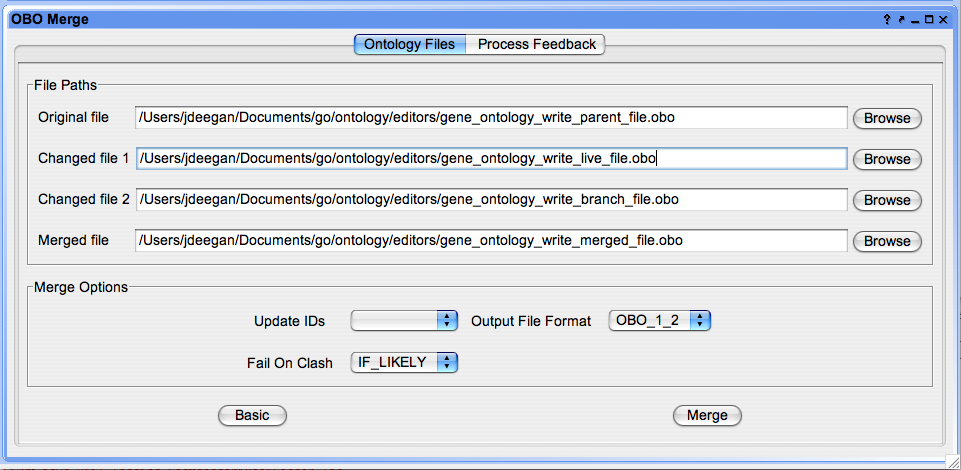 OBO Merge
Ontology Files Process Feedback
File Paths
Original file /Users/jdeegan/Documents/go/ontology/editors/gene_ontology_write_parent_file.obo Browse
Changed file 1 /Users/jdeegan/Documents/go/ontology/editors/gene_ontology_write_live_file.obo Browse
Changed file 2 /Users/jdeegan/Documents/go/ontology/editors/gene_ontology_write_branch_file.obo Browse
Merged file /Users/jdeegan/Documents/go/ontology/editors/gene_ontology_write_merged_file.obo Browse
Merge Options
Update IDs Output File Format OBO_1_2
Fail On Clash IF_LIKELY
Basic Merge